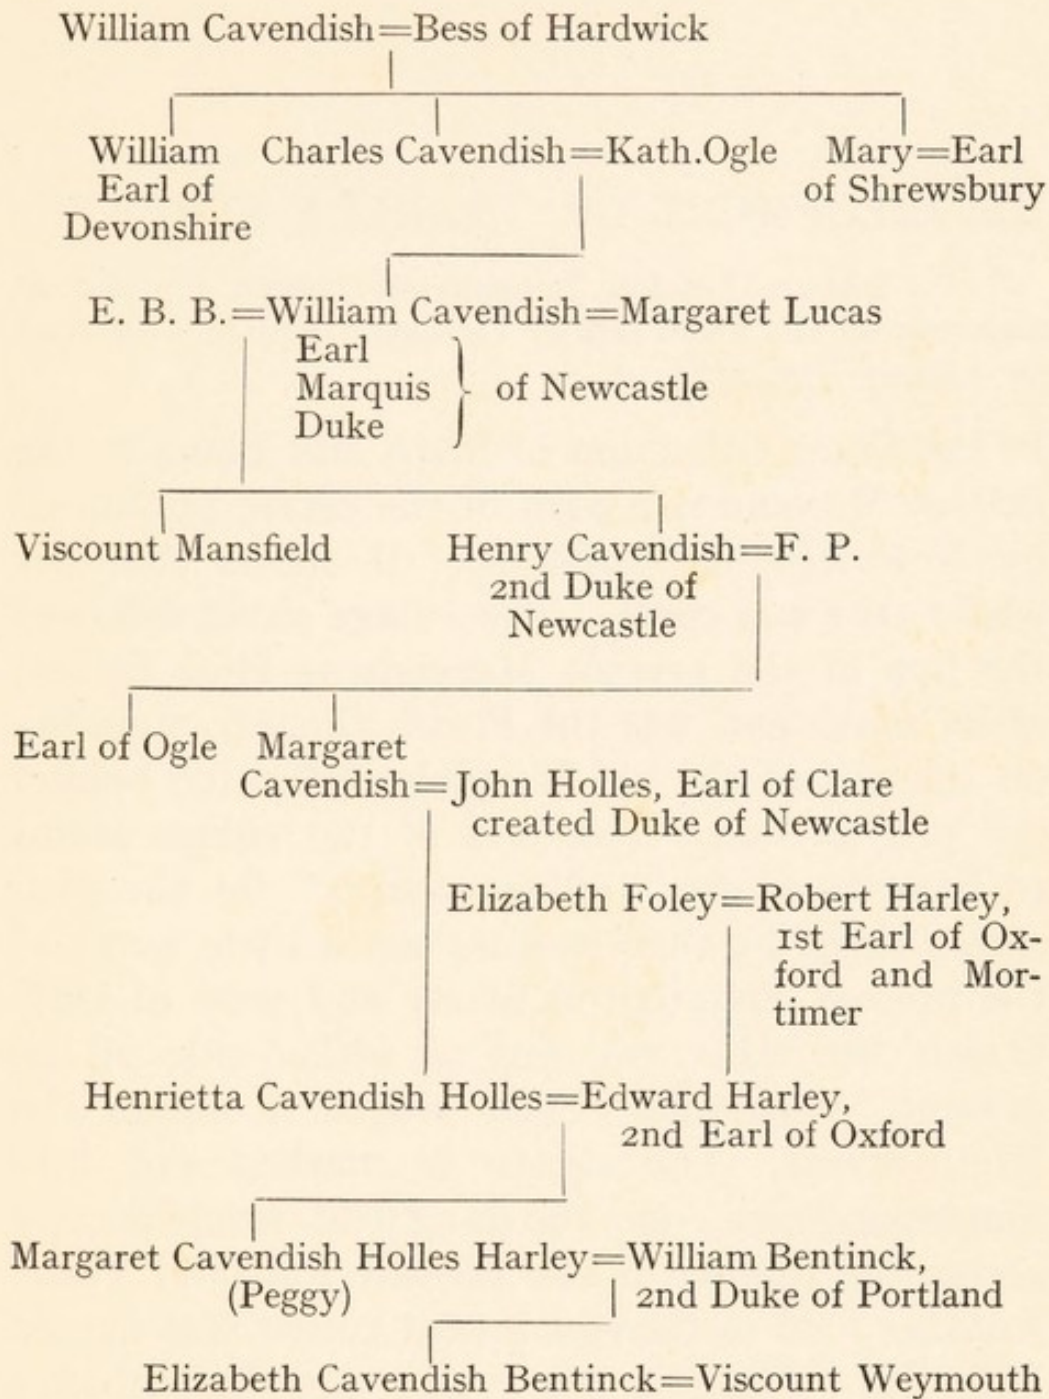 William Cavendish=Bess of Hardwick
William Charles Cavendish=Kath.Ogle Mary=Earl
Earl of of Shrewsbury
Devonshire
E. B. B.=William Cavendish=Margaret Lucas
Earl
Marquis } of Newcastle
Duke
Viscount Mansfield Henry Cavendish=F. P.
2nd Duke of
Newcastle
Earl of Ogle Margaret
Cavendish=John Holles, Earl of Clare
created Duke of Newcastle
Elizabeth Foley=Robert Harley,
1st Earl of Ox-
ford and Mor-
timer
Henrietta Cavendish Holles=Edward Harley,
2nd Earl of Oxford
Margaret Cavendish Holles Harley=William Bentinck,
(Peggy) 2nd Duke of Portland
Elizabeth Cavendish Bentinck=Viscount Weymouth